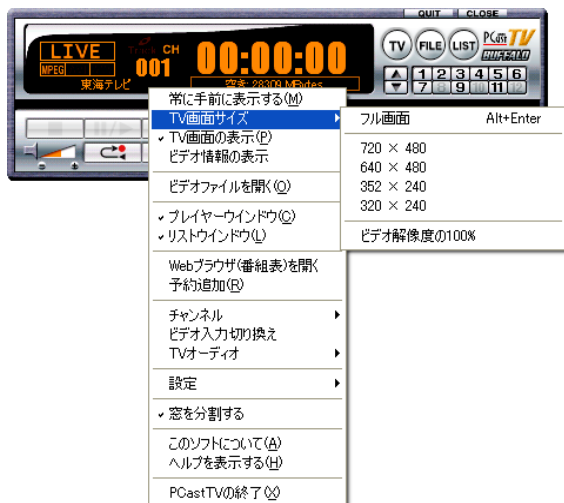 QUIT CLOSE
LIVE
MPEG
Track CH
001
00:00:00
東海テレビ
空き: 28309 MBytes
TV FILE LIST PCast TV
BUFFALO
1 2 3 4 5 6
7 8 9 10 11 12
常に手前に表示する(M)
TV画面サイズ
TV画面の表示(P)
ビデオ情報の表示
ビデオファイルを開く(O)
プレイヤーウインドウ(C)
リストウインドウ(L)
Webブラウザ(番組表)を開く
予約追加(R)
チャンネル
ビデオ入力切り換え
TVオーディオ
設定
窓を分割する
このソフトについて(A)
ヘルプを表示する(H)
PCastTVの終了(X)
フル画面 Alt+Enter
720 × 480
640 × 480
352 × 240
320 × 240
ビデオ解像度の100%